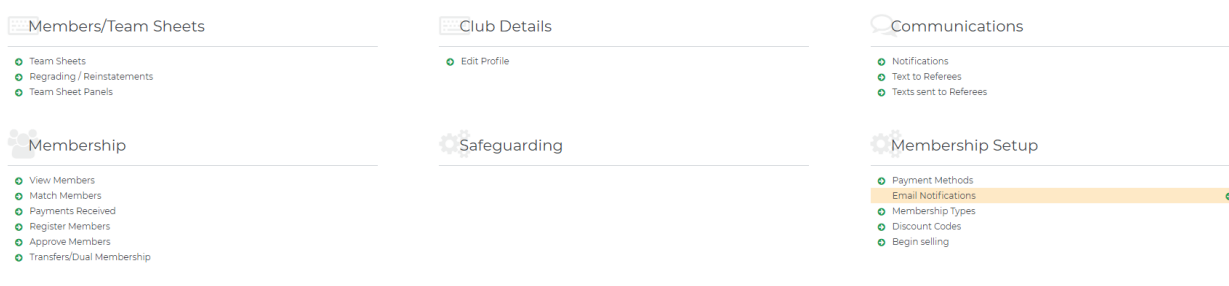 Members/Team Sheets
Team Sheets
Regrading / Reinstatements
Team Sheet Panels
Club Details
Edit Profile
Communications
Notifications
Text to Referees
Texts sent to Referees
Membership
View Members
Match Members
Payments Received
Register Members
Approve Members
Transfers/Dual Membership
Safeguarding
Membership Setup
Payment Methods
Email Notifications
Membership Types
Discount Codes
Begin selling